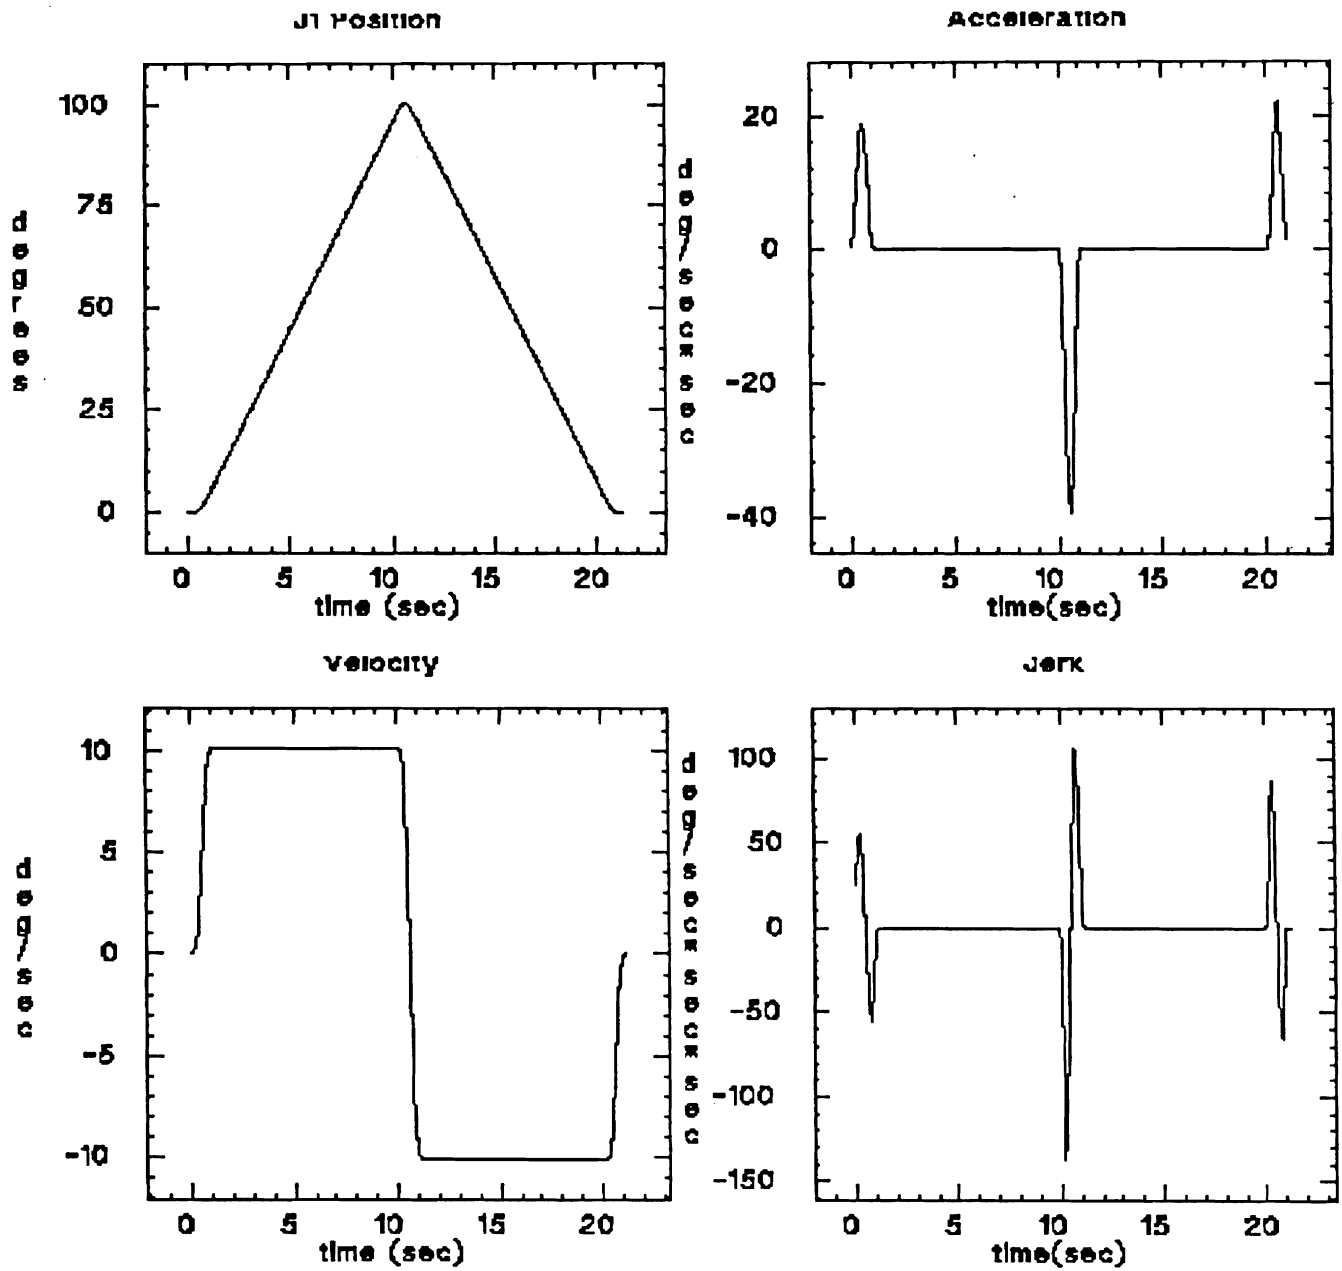 J1 Position
100
75
50
25
0
degrees
0 5 10 15 20
time (sec)
Acceleration
20
0
-20
-40
deg/sec*sec
0 5 10 15 20
time(sec)
Velocity
10
5
0
-5
-10
deg/sec
0 5 10 15 20
time (sec)
Jerk
100
50
0
-50
-100
-150
deg/sec*sec*sec
0 5 10 15 20
time(sec)